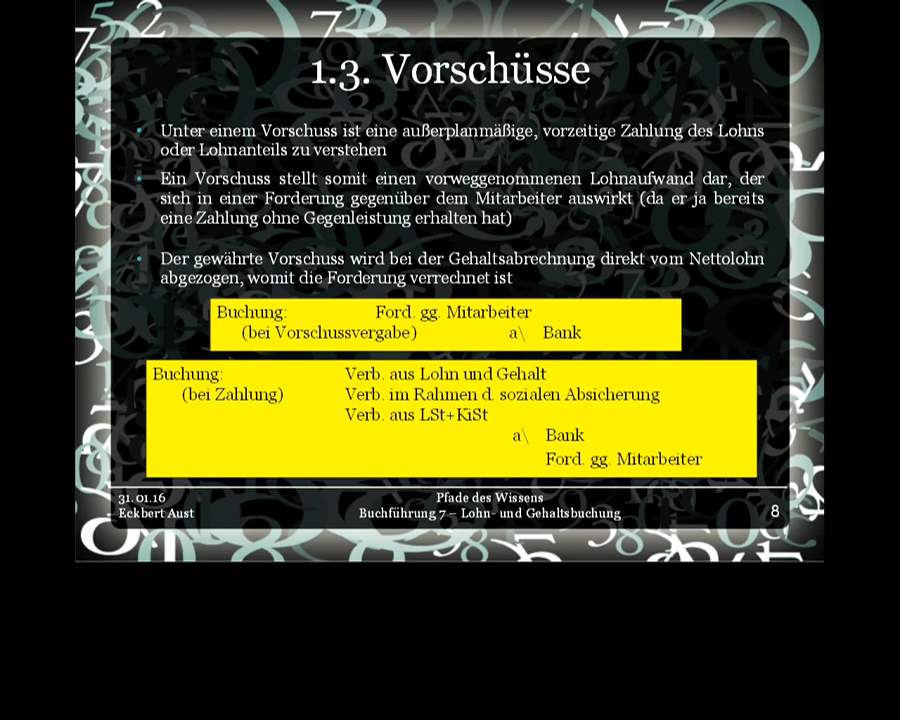 1.3. Vorschüsse
• Unter einem Vorschuss ist eine außerplanmäßige, vorzeitige Zahlung des Lohns
oder Lohnanteils zu verstehen
• Ein Vorschuss stellt somit einen vorweggenommenen Lohnaufwand dar, der
sich in einer Forderung gegenüber dem Mitarbeiter auswirkt (da er ja bereits
eine Zahlung ohne Gegenleistung erhalten hat)
• Der gewährte Vorschuss wird bei der Gehaltsabrechnung direkt vom Nettolohn
abgezogen, womit die Forderung verrechnet ist
Buchung: Ford. gg. Mitarbeiter
(bei Vorschussvergabe) a\ Bank
Buchung: Verb. aus Lohn und Gehalt
(bei Zahlung) Verb. im Rahmen d. sozialen Absicherung
Verb. aus LSt+KiSt
a\ Bank
Ford. gg. Mitarbeiter
31.01.16 Pfade des Wissens
Eckbert Aust Buchführung 7 – Lohn- und Gehaltsbuchung 8